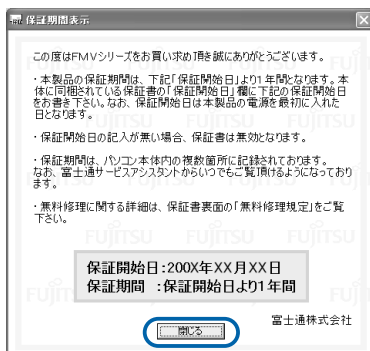 保証期間表示
この度はFMVシリーズをお買い求め頂き誠にありがとうございます。
・本製品の保証期間は、下記「保証開始日」より1年間となります。本
体に同梱されている保証書の「保証開始日」欄に下記の保証開始日
をお書き下さい。なお、保証開始日は本製品の電源を最初に入れた
日となります。
・保証開始日の記入が無い場合、保証書は無効となります。
・保証期間は、パソコン本体内の複数箇所に記録されております。
なお、富士通サービスアシスタントからいつでもご覧頂けるようになっており
ます。
・無料修理に関する詳細は、保証書裏面の「無料修理規定」をご覧
下さい。
保証開始日:200X年XX月XX日
保証期間 :保証開始日より1年間
閉じる
富士通株式会社